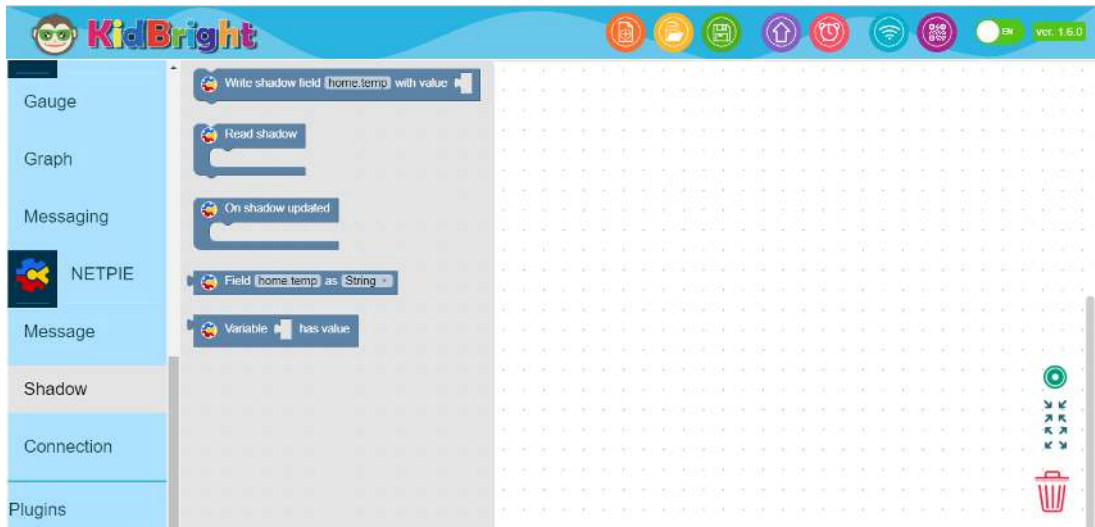 KidBright
EN
ver. 1.6.0
Gauge
Graph
Messaging
NETPIE
Message
Shadow
Connection
Plugins
Write shadow field home.temp with value
Read shadow
On shadow updated
Field home.temp as String
Variable has value